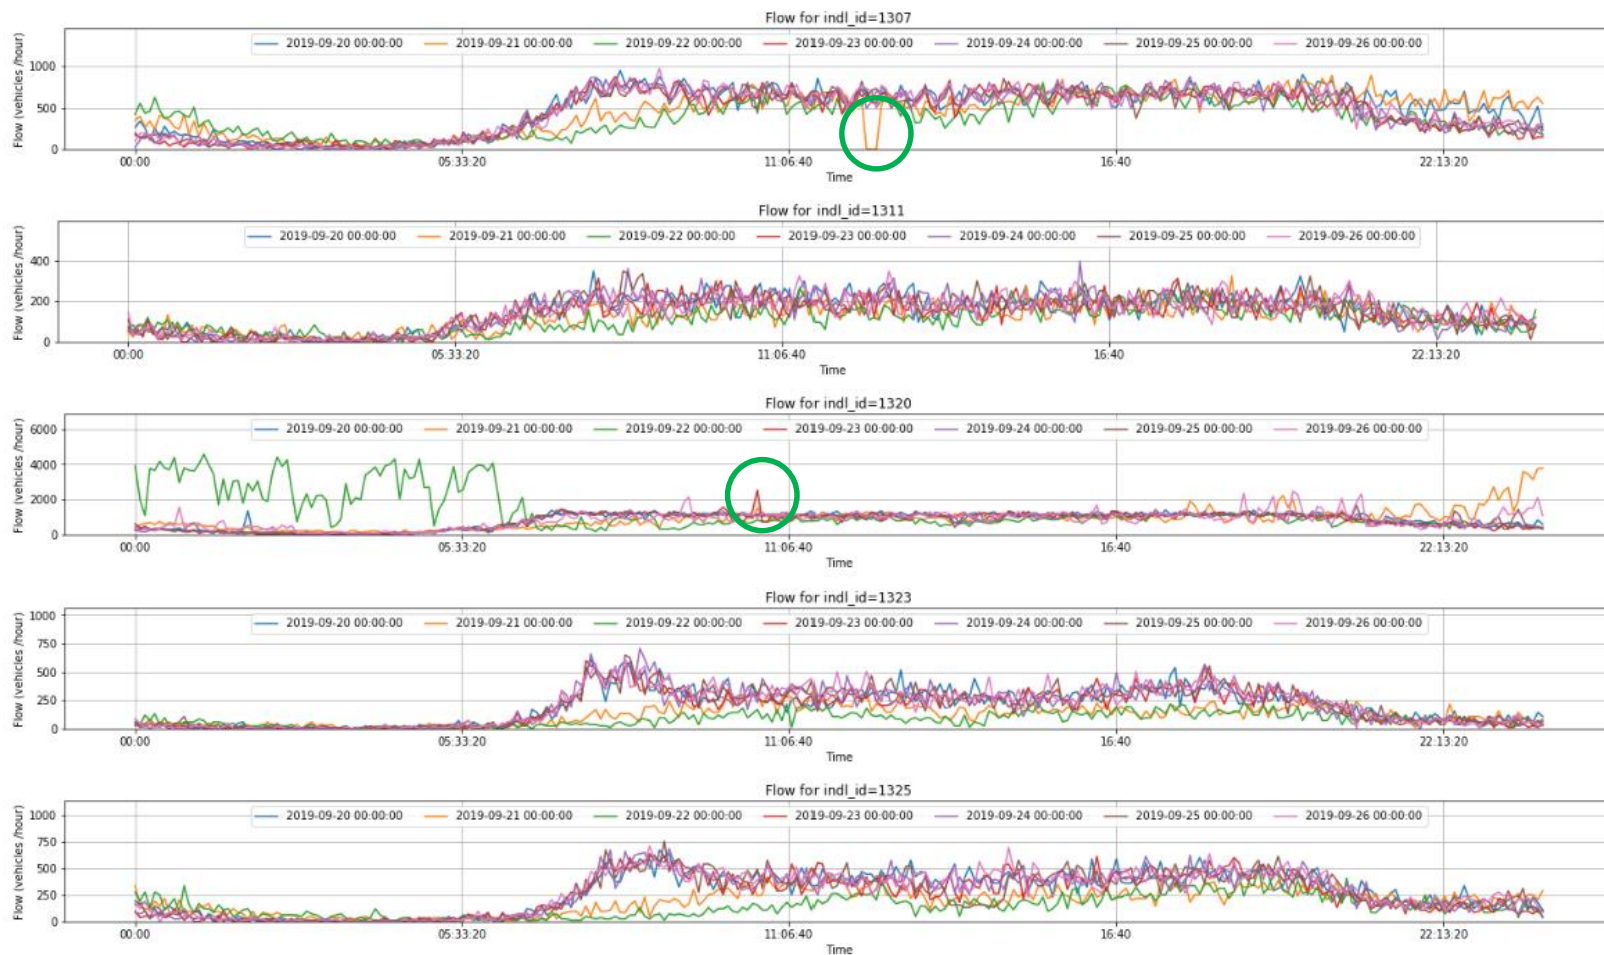 Flow for indl_id=1307
2019-09-20 00:00:00 2019-09-21 00:00:00 2019-09-22 00:00:00 2019-09-23 00:00:00 2019-09-24 00:00:00 2019-09-25 00:00:00 2019-09-26 00:00:00
Flow (vehicles /hour)
1000
500
0
00:00 05:33:20 11:06:40 16:40 22:13:20
Time
Flow for indl_id=1311
2019-09-20 00:00:00 2019-09-21 00:00:00 2019-09-22 00:00:00 2019-09-23 00:00:00 2019-09-24 00:00:00 2019-09-25 00:00:00 2019-09-26 00:00:00
Flow (vehicles /hour)
400
200
0
00:00 05:33:20 11:06:40 16:40 22:13:20
Time
Flow for indl_id=1320
2019-09-20 00:00:00 2019-09-21 00:00:00 2019-09-22 00:00:00 2019-09-23 00:00:00 2019-09-24 00:00:00 2019-09-25 00:00:00 2019-09-26 00:00:00
Flow (vehicles /hour)
6000
4000
2000
0
00:00 05:33:20 11:06:40 16:40 22:13:20
Time
Flow for indl_id=1323
2019-09-20 00:00:00 2019-09-21 00:00:00 2019-09-22 00:00:00 2019-09-23 00:00:00 2019-09-24 00:00:00 2019-09-25 00:00:00 2019-09-26 00:00:00
Flow (vehicles /hour)
1000
750
500
250
0
00:00 05:33:20 11:06:40 16:40 22:13:20
Time
Flow for indl_id=1325
2019-09-20 00:00:00 2019-09-21 00:00:00 2019-09-22 00:00:00 2019-09-23 00:00:00 2019-09-24 00:00:00 2019-09-25 00:00:00 2019-09-26 00:00:00
Flow (vehicles /hour)
1000
750
500
250
0
00:00 05:33:20 11:06:40 16:40 22:13:20
Time